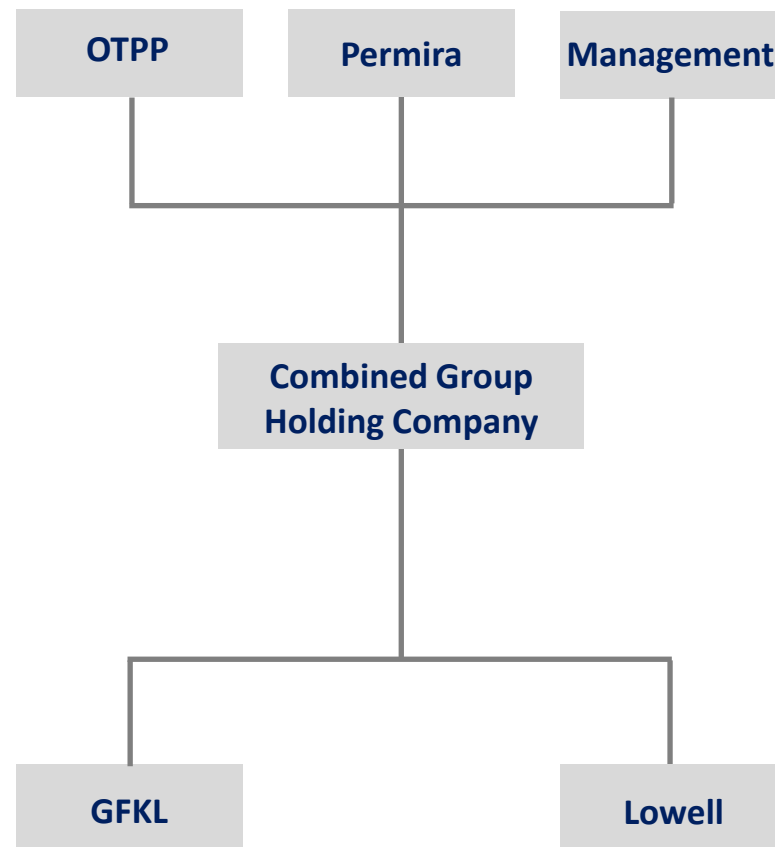 OTPP
Permira
Management
Combined Group
Holding Company
GFKL
Lowell